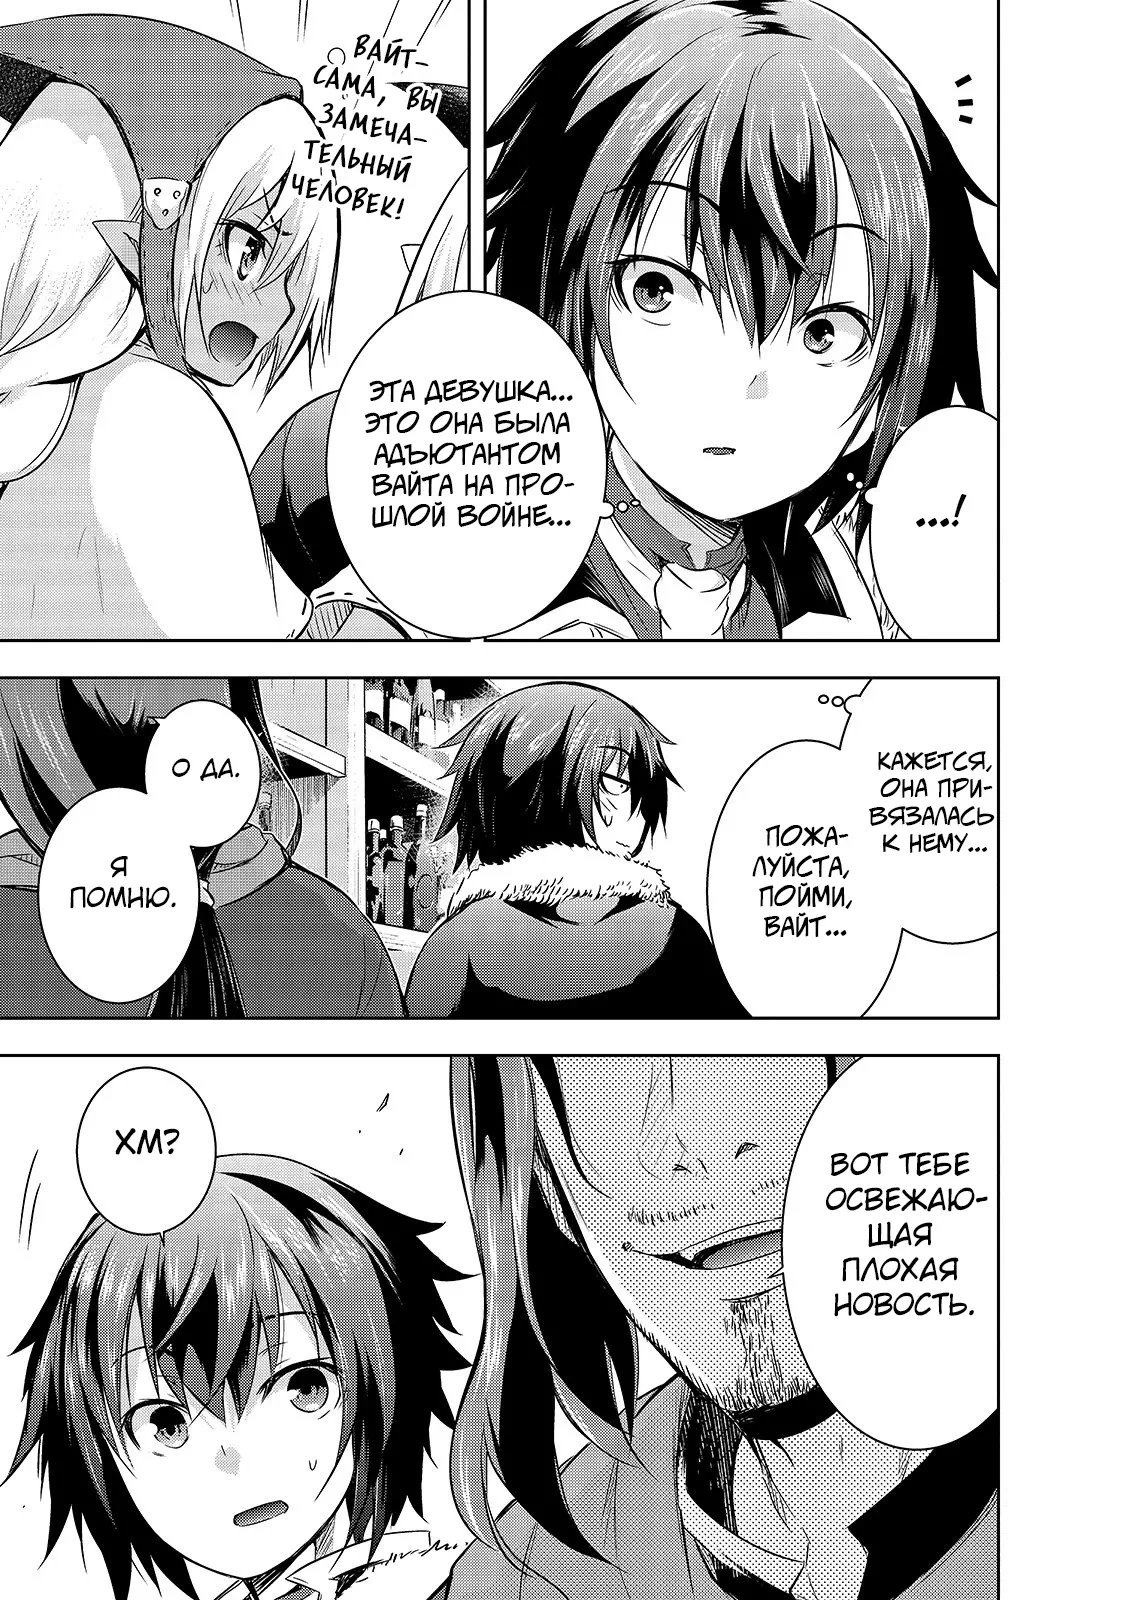 ...!
ЭТА ДЕВУШКА...
ЭТО ОНА БЫЛА
АДЪЮТАНТОМ
ВАЙТА НА ПРО-
ШЛОЙ ВОЙНЕ...
ВАЙТ-
САМА, ВЫ
ЗАМЕЧА-
ТЕЛЬНЫЙ
ЧЕЛОВЕК!
КАЖЕТСЯ,
ОНА ПРИ-
ВЯЗАЛАСЬ
К НЕМУ...
ПОЖА-
ЛУЙСТА,
ПОЙМИ,
ВАЙТ...
О ДА.
Я
ПОМНЮ.
ВОТ ТЕБЕ
ОСВЕЖАЮ-
ЩАЯ
ПЛОХАЯ
НОВОСТЬ.
ХМ?